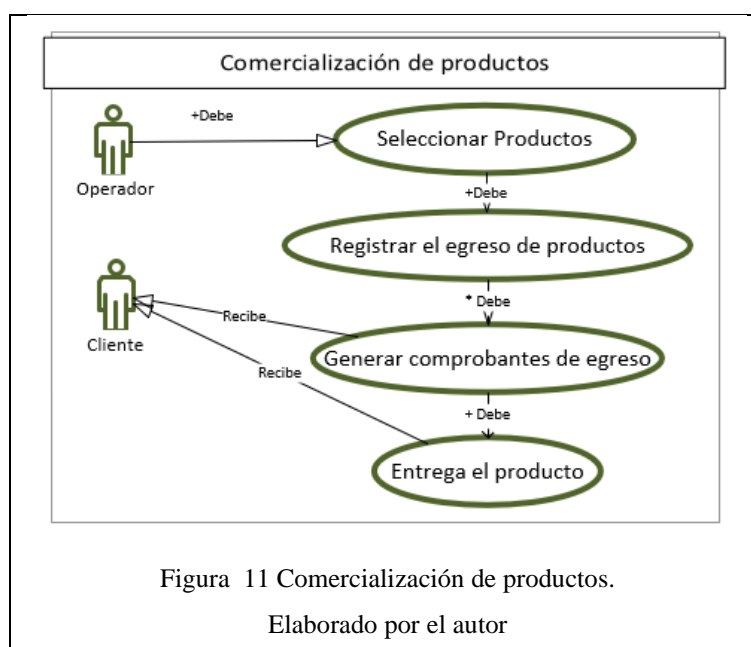 Comercialización de productos
+Debe
Seleccionar Productos
Operador
+Debe
Registrar el egreso de productos
* Debe
Cliente
Recibe
Generar comprobantes de egreso
Recibe
+ Debe
Entrega el producto
Figura 11 Comercialización de productos.
Elaborado por el autor